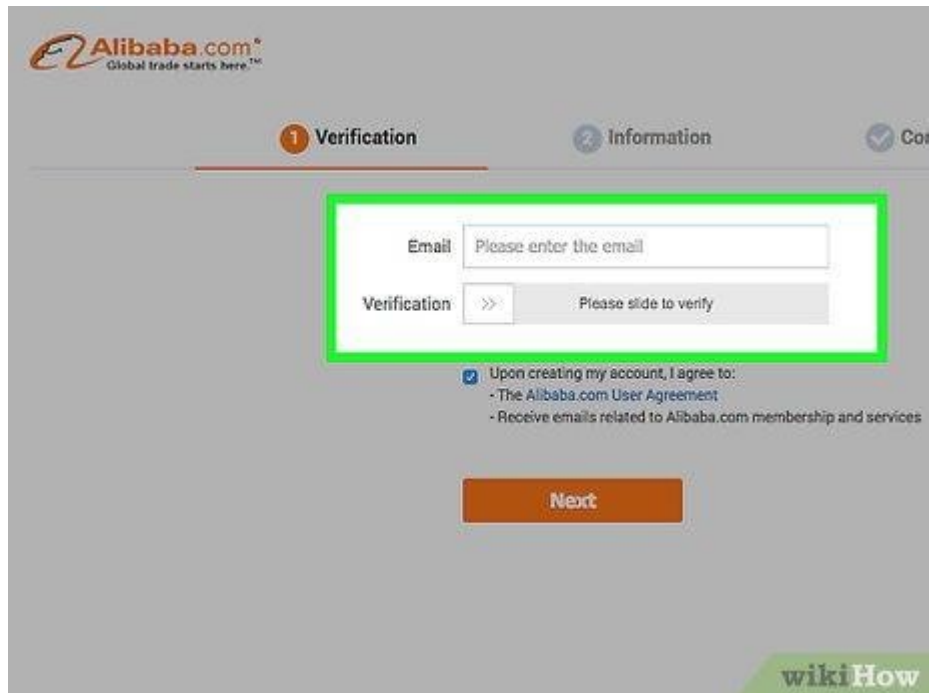 Alibaba.com®
Global trade starts here.™
1 Verification
2 Information
Email
Please enter the email
Verification
>>
Please slide to verify
Upon creating my account, I agree to:
- The Alibaba.com User Agreement
- Receive emails related to Alibaba.com membership and services
Next
wikiHow